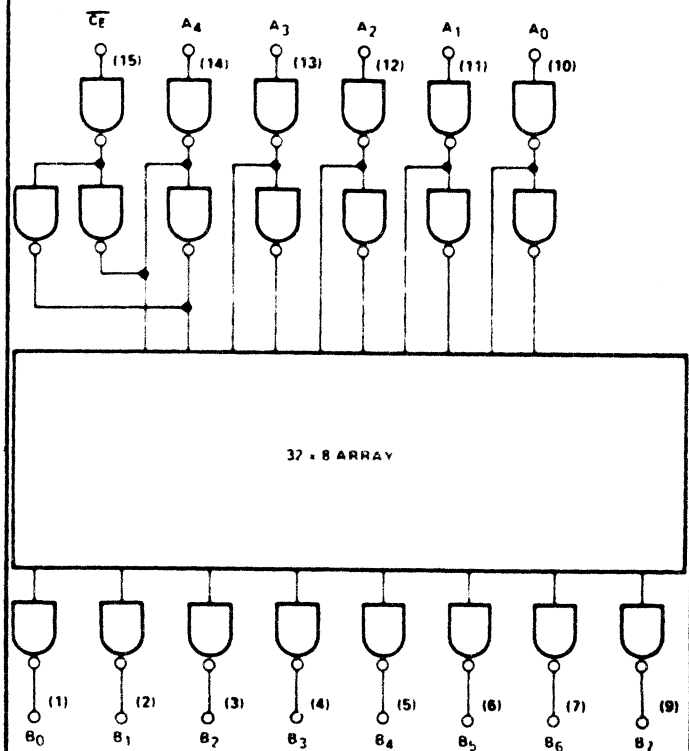 C̅E̅ A4 A3 A2 A1 A0
(15) (14) (13) (12) (11) (10)
32 x 8 ARRAY
(1) (2) (3) (4) (5) (6) (7) (9)
B0 B1 B2 B3 B4 B5 B6 B7